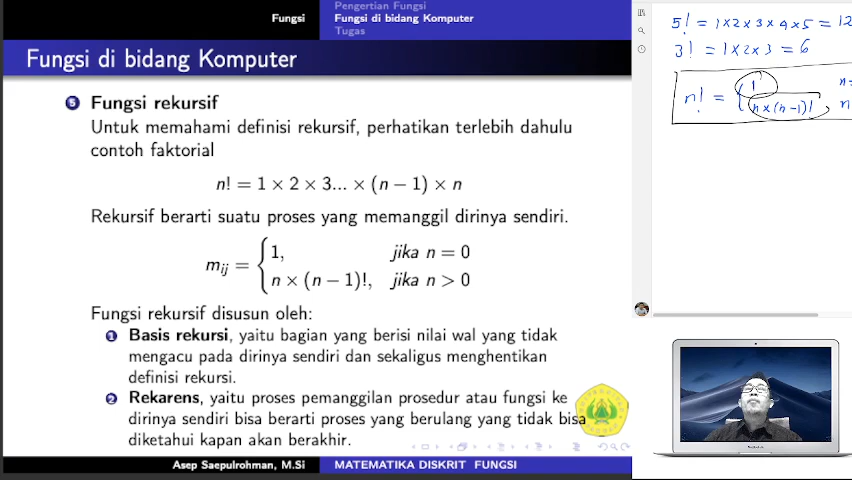 Fungsi
Pengertian Fungsi
Fungsi di bidang Komputer
Tugas
Fungsi di bidang Komputer
5 Fungsi rekursif
Untuk memahami definisi rekursif, perhatikan terlebih dahulu
contoh faktorial
n! = 1 × 2 × 3... × (n − 1) × n
Rekursif berarti suatu proses yang memanggil dirinya sendiri.
m_ij = { 1, jika n = 0
n × (n − 1)!, jika n > 0
Fungsi rekursif disusun oleh:
1 Basis rekursi, yaitu bagian yang berisi nilai wal yang tidak
mengacu pada dirinya sendiri dan sekaligus menghentikan
definisi rekursi.
2 Rekarens, yaitu proses pemanggilan prosedur atau fungsi ke
dirinya sendiri bisa berarti proses yang berulang yang tidak bisa
diketahui kapan akan berakhir.
Asep Saepulrohman, M.Si MATEMATIKA DISKRIT FUNGSI
5! = 1×2×3×4×5 = 12
3! = 1×2×3 = 6
n! = { 1 n=
n×(n−1)!, n